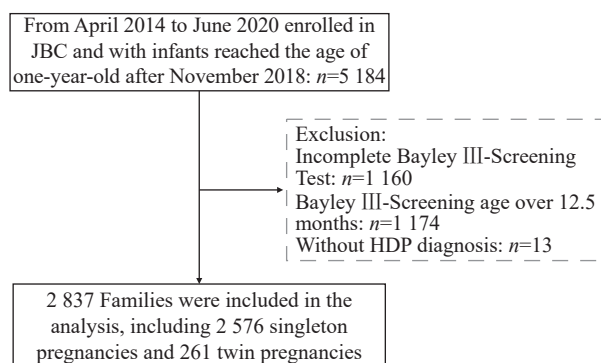 From April 2014 to June 2020 enrolled in
JBC and with infants reached the age of
one-year-old after November 2018: n=5 184
Exclusion:
Incomplete Bayley III-Screening
Test: n=1 160
Bayley III-Screening age over 12.5
months: n=1 174
Without HDP diagnosis: n=13
2 837 Families were included in the
analysis, including 2 576 singleton
pregnancies and 261 twin pregnancies